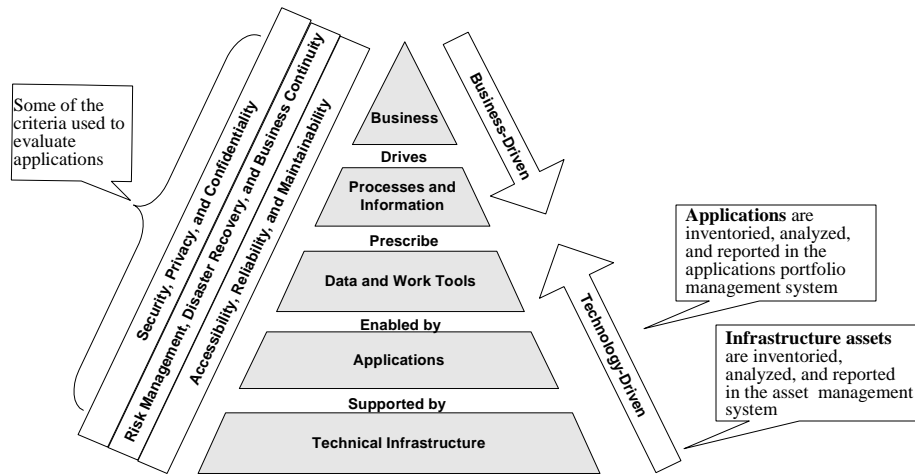 Some of the
criteria used to
evaluate
applications
Security, Privacy, and Confidentiality
Risk Management, Disaster Recovery, and Business Continuity
Accessibility, Reliability, and Maintainability
Business
Drives
Processes and
Information
Prescribe
Data and Work Tools
Enabled by
Applications
Supported by
Technical Infrastructure
Business-Driven
Technology-Driven
Applications are
inventoried, analyzed,
and reported in the
applications portfolio
management system
Infrastructure assets
are inventoried,
analyzed, and reported
in the asset management
system